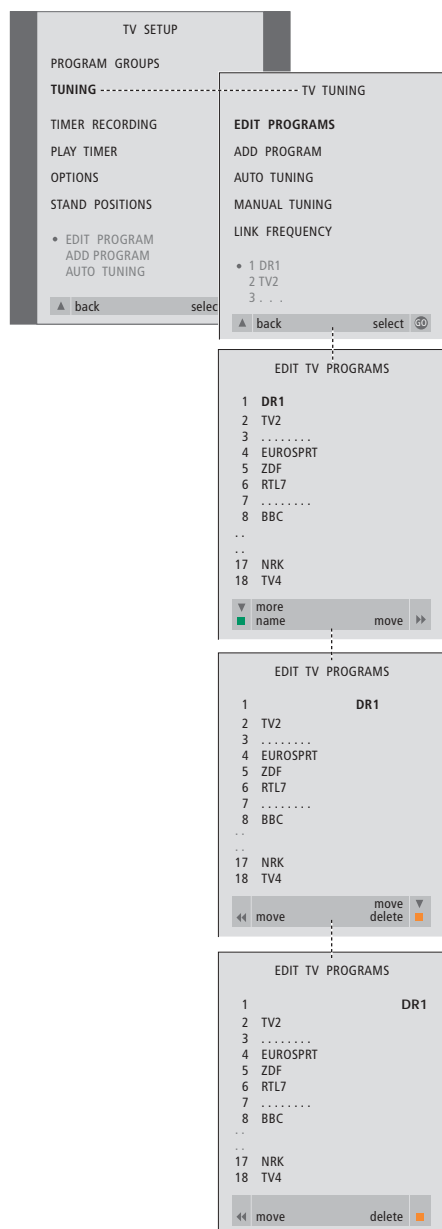 TV SETUP
PROGRAM GROUPS
TUNING
TIMER RECORDING
PLAY TIMER
OPTIONS
STAND POSITIONS
• EDIT PROGRAM
ADD PROGRAM
AUTO TUNING
▲ back selec
TV TUNING
EDIT PROGRAMS
ADD PROGRAM
AUTO TUNING
MANUAL TUNING
LINK FREQUENCY
• 1 DR1
2 TV2
3 . . .
▲ back select GO
EDIT TV PROGRAMS
1 DR1
2 TV2
3 . . . . . . . .
4 EUROSPRT
5 ZDF
6 RTL7
7 . . . . . . . .
8 BBC
. .
. .
17 NRK
18 TV4
▼ more
name move
EDIT TV PROGRAMS
1 DR1
2 TV2
3 . . . . . . . .
4 EUROSPRT
5 ZDF
6 RTL7
7 . . . . . . . .
8 BBC
. .
. .
17 NRK
18 TV4
move ▼
move delete
EDIT TV PROGRAMS
1 DR1
2 TV2
3 . . . . . . . .
4 EUROSPRT
5 ZDF
6 RTL7
7 . . . . . . . .
8 BBC
. .
. .
17 NRK
18 TV4
move delete